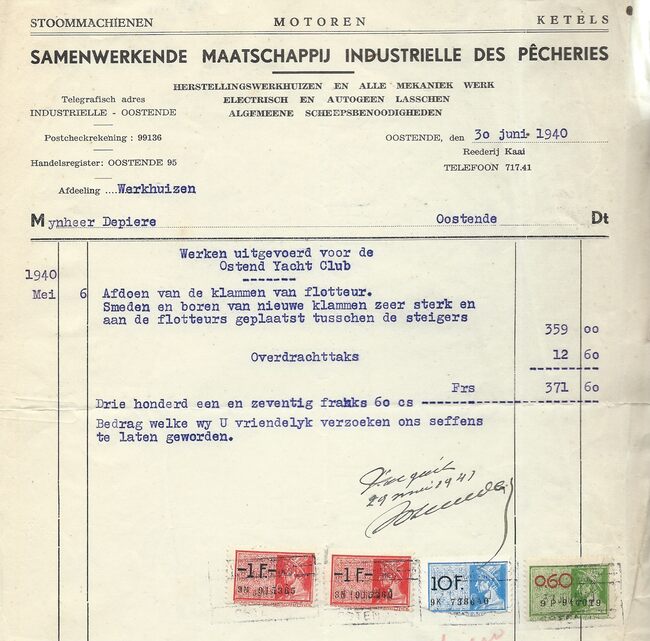 STOOMMACHIENEN MOTOREN KETELS
SAMENWERKENDE MAATSCHAPPIJ INDUSTRIELLE DES PÊCHERIES
HERSTELLINGSWERKHUIZEN EN ALLE MEKANIEK WERK
ELECTRISCH EN AUTOGEEN LASSCHEN
ALGEMEENE SCHEEPSBENOODIGHEDEN
Telegrafisch adres
INDUSTRIELLE - OOSTENDE
Postcheckrekening : 99136
Handelsregister: OOSTENDE 95
Afdeeling ....Werkhuizen
OOSTENDE, den 30 juni 1940
Reederij Kaai
TELEFOON 717.41
Mynheer Depiere Oostende Dt
Werken uitgevoerd voor de
Ostend Yacht Club
1940
Mei 6 Afdoen van de klammen van flotteur.
Smeden en boren van nieuwe klammen zeer sterk en
aan de flotteurs geplaatst tusschen de steigers
359 00
Overdrachttaks 12 60
Frs 371 60
Drie honderd een en zeventig franks 60 cs
Bedrag welke wy U vriendelyk verzoeken ons seffens
te laten geworden.
29 mei 1941
-1F- -1F- 10F. 0.60